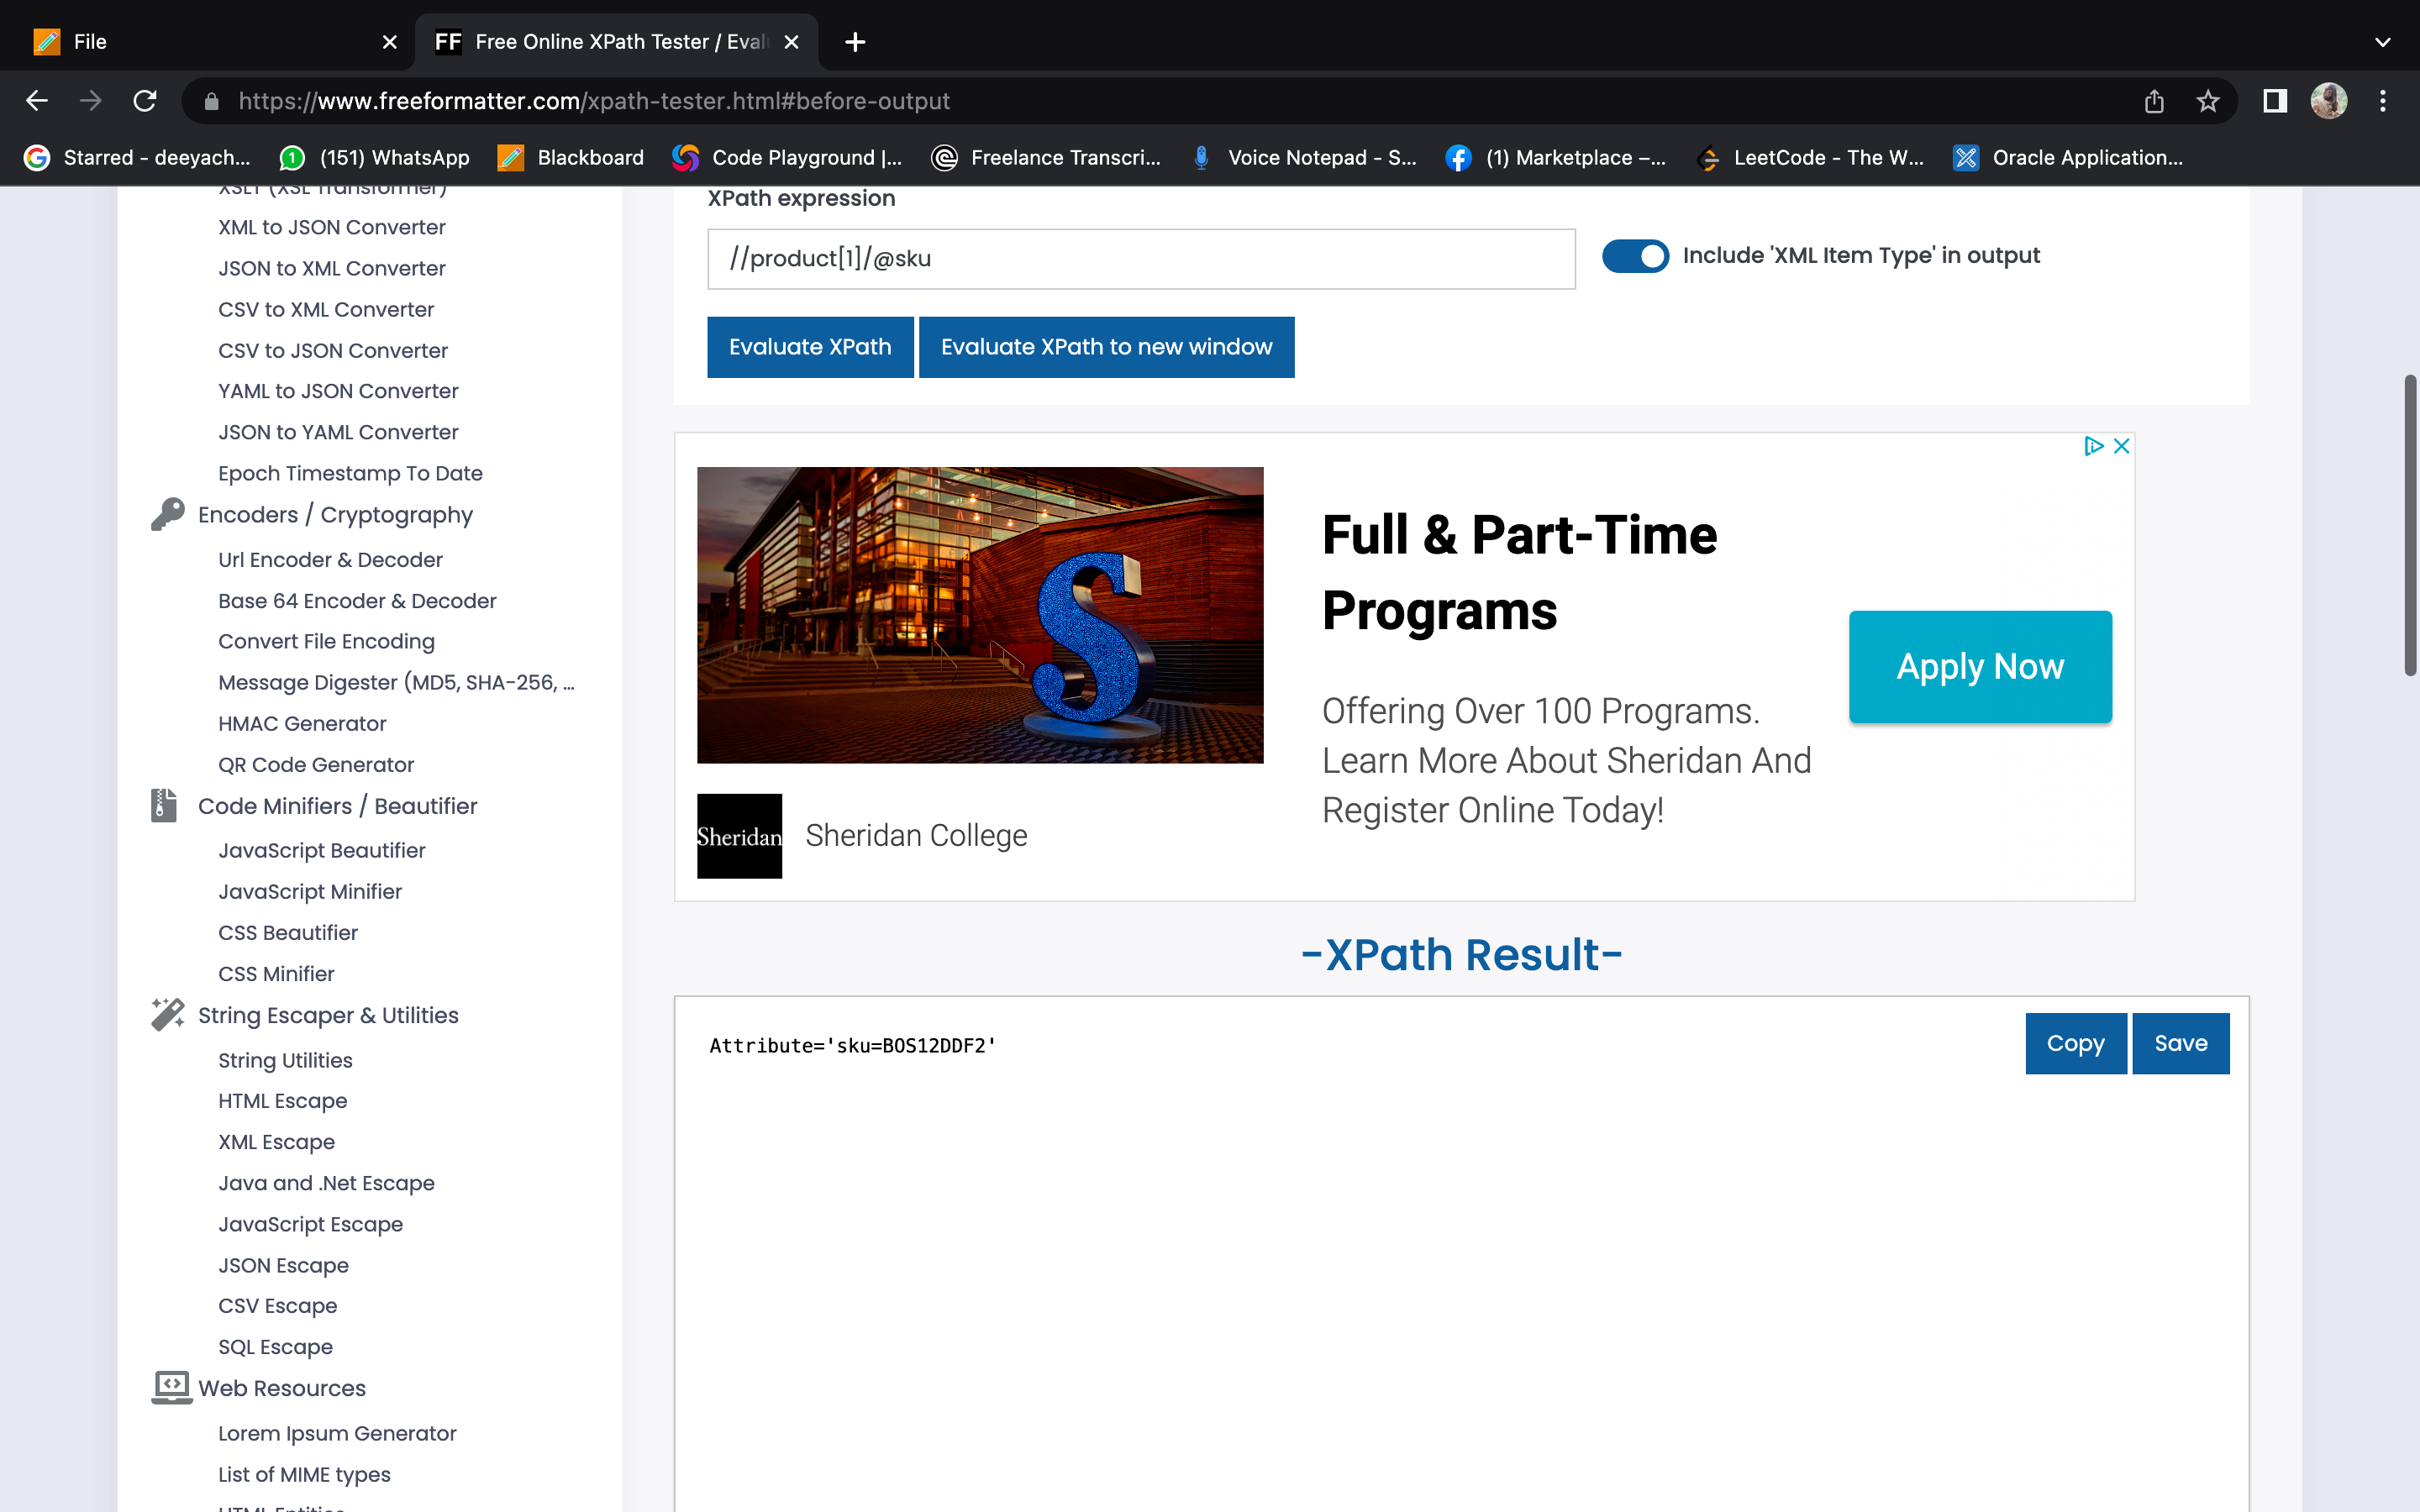 File
FF Free Online XPath Tester / Eval
https://www.freeformatter.com/xpath-tester.html#before-output
Starred - deeyach...
1 (151) WhatsApp
Blackboard
Code Playground |...
Freelance Transcri...
Voice Notepad - S...
(1) Marketplace –...
LeetCode - The W...
Oracle Application...
XSLT (XSL Transformer)
XML to JSON Converter
JSON to XML Converter
CSV to XML Converter
CSV to JSON Converter
YAML to JSON Converter
JSON to YAML Converter
Epoch Timestamp To Date
Encoders / Cryptography
Url Encoder & Decoder
Base 64 Encoder & Decoder
Convert File Encoding
Message Digester (MD5, SHA-256, ...
HMAC Generator
QR Code Generator
Code Minifiers / Beautifier
JavaScript Beautifier
JavaScript Minifier
CSS Beautifier
CSS Minifier
String Escaper & Utilities
String Utilities
HTML Escape
XML Escape
Java and .Net Escape
JavaScript Escape
JSON Escape
CSV Escape
SQL Escape
Web Resources
Lorem Ipsum Generator
List of MIME types
HTML Entities
XPath expression
//product[1]/@sku
Include 'XML Item Type' in output
Evaluate XPath
Evaluate XPath to new window
Full & Part-Time
Programs
Offering Over 100 Programs.
Learn More About Sheridan And
Register Online Today!
Apply Now
S
Sheridan
Sheridan College
-XPath Result-
Attribute='sku=BOS12DDF2'
Copy
Save